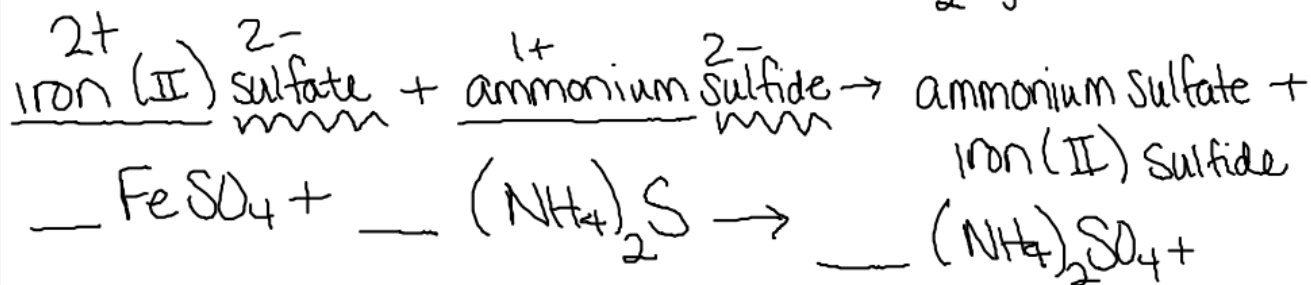 2+ 2- 1+ 2-
iron (II) sulfate + ammonium sulfide → ammonium sulfate +
iron (II) sulfide
__ FeSO₄ + __ (NH₄)₂S → __ (NH₄)₂SO₄ +